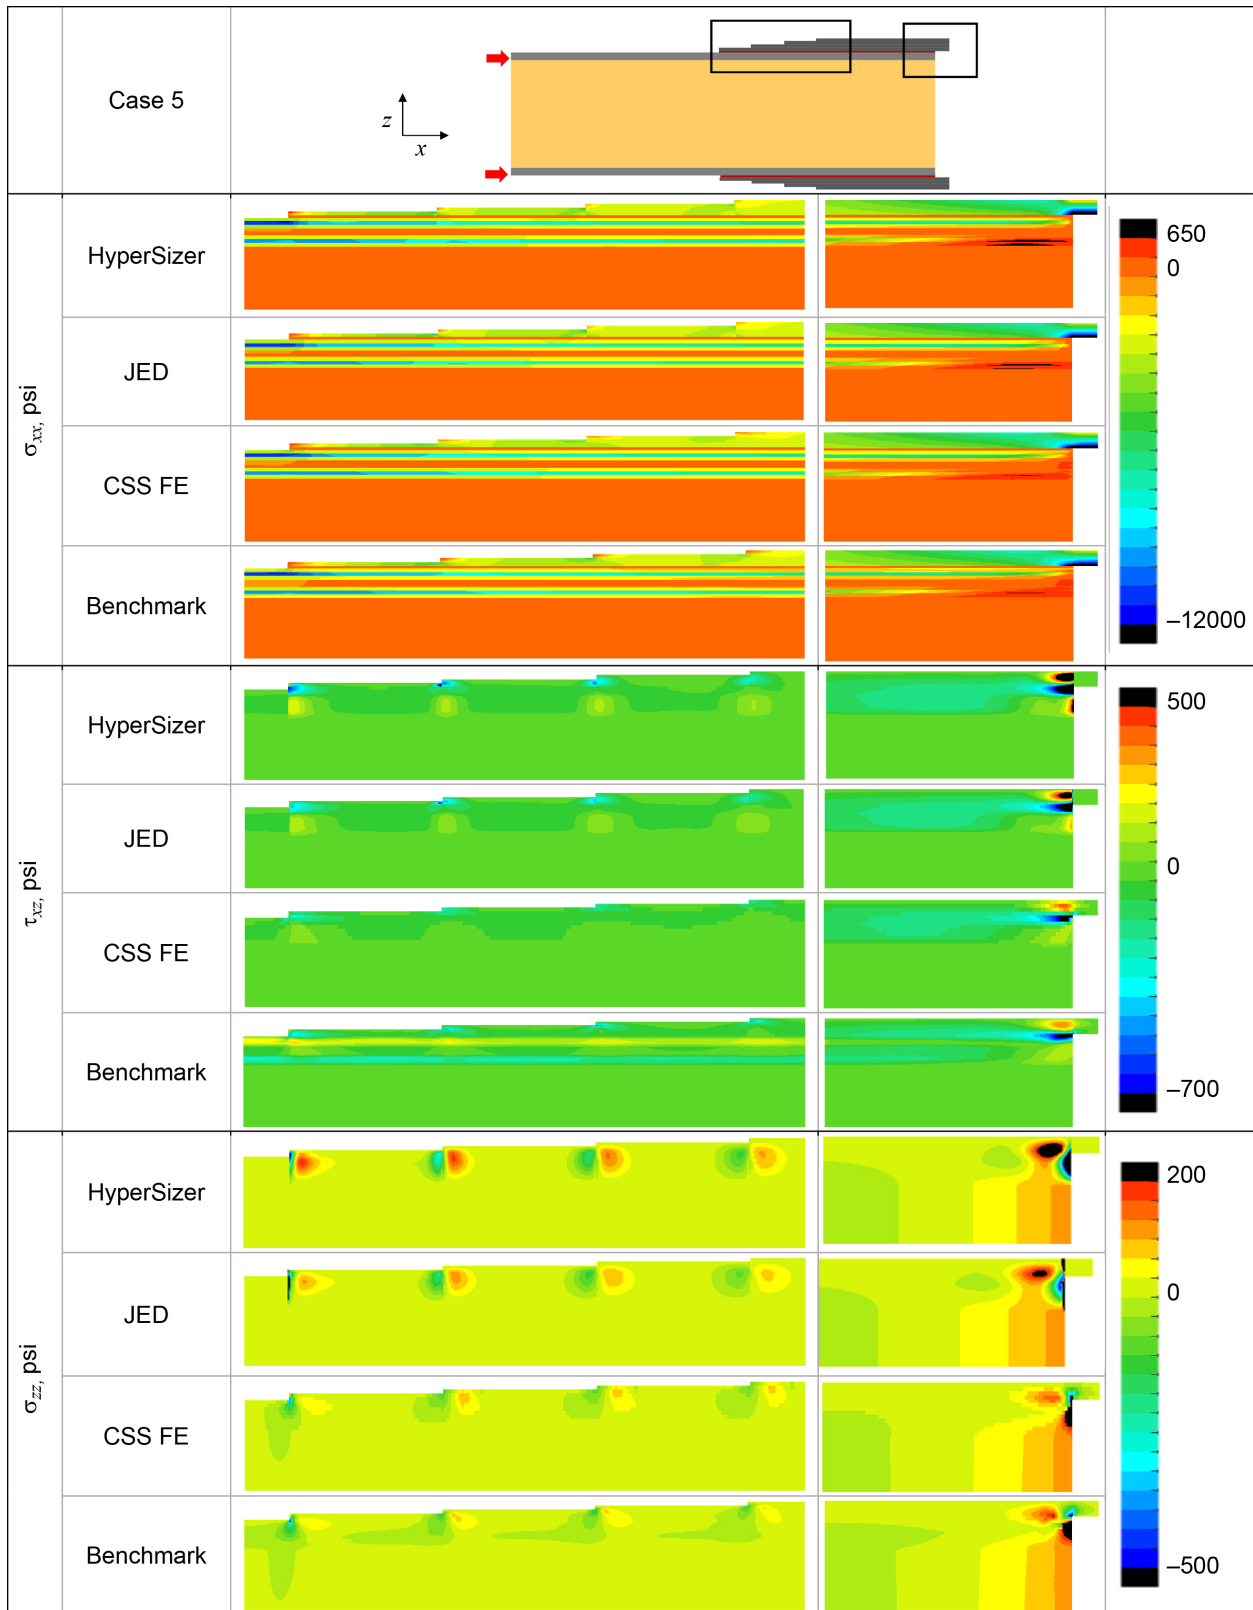 Case 5
z
x
σxx, psi
HyperSizer
JED
CSS FE
Benchmark
650
0
–12000
τxz, psi
HyperSizer
JED
CSS FE
Benchmark
500
0
–700
σzz, psi
HyperSizer
JED
CSS FE
Benchmark
200
0
–500